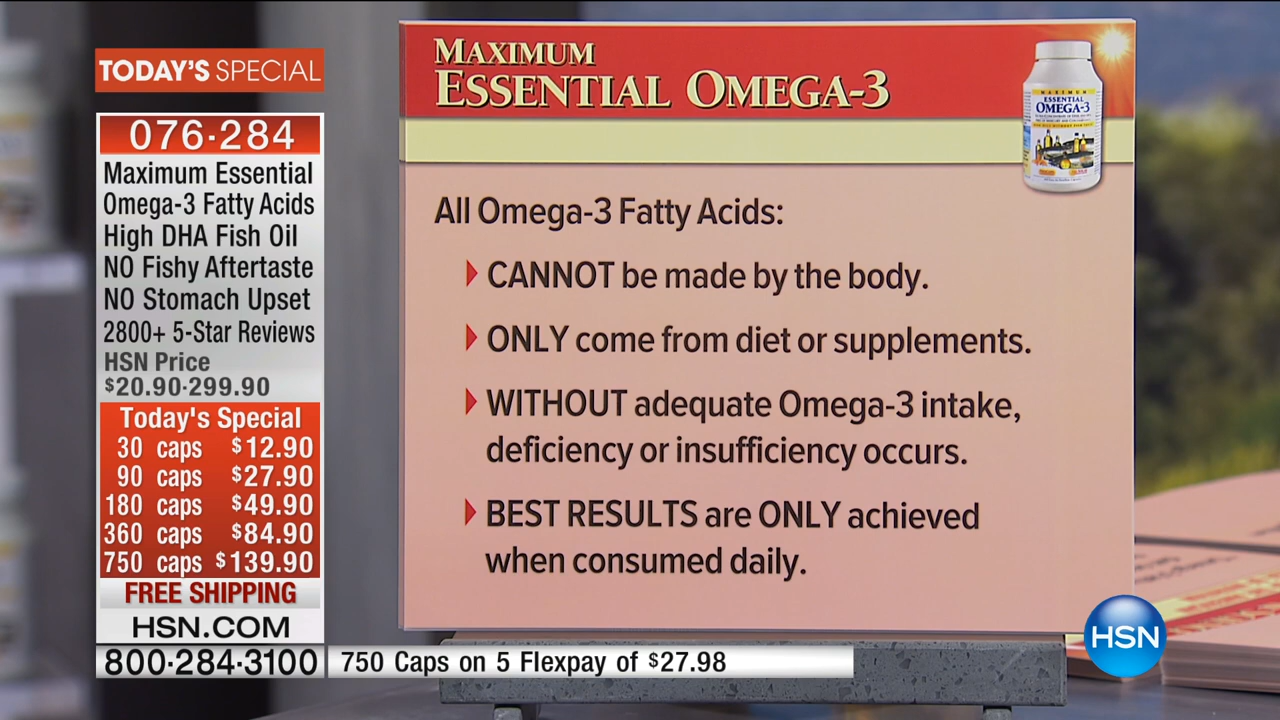 TODAY'S SPECIAL
076-284
Maximum Essential
Omega-3 Fatty Acids
High DHA Fish Oil
NO Fishy Aftertaste
NO Stomach Upset
2800+ 5-Star Reviews
HSN Price
$20.90-299.90
Today's Special
30 caps $12.90
90 caps $27.90
180 caps $49.90
360 caps $84.90
750 caps $139.90
FREE SHIPPING
HSN.COM
800-284-3100
750 Caps on 5 Flexpay of $27.98
MAXIMUM
ESSENTIAL OMEGA-3
MAXIMUM
ESSENTIAL
OMEGA-3
All Omega-3 Fatty Acids:
CANNOT be made by the body.
ONLY come from diet or supplements.
WITHOUT adequate Omega-3 intake,
deficiency or insufficiency occurs.
BEST RESULTS are ONLY achieved
when consumed daily.
HSN